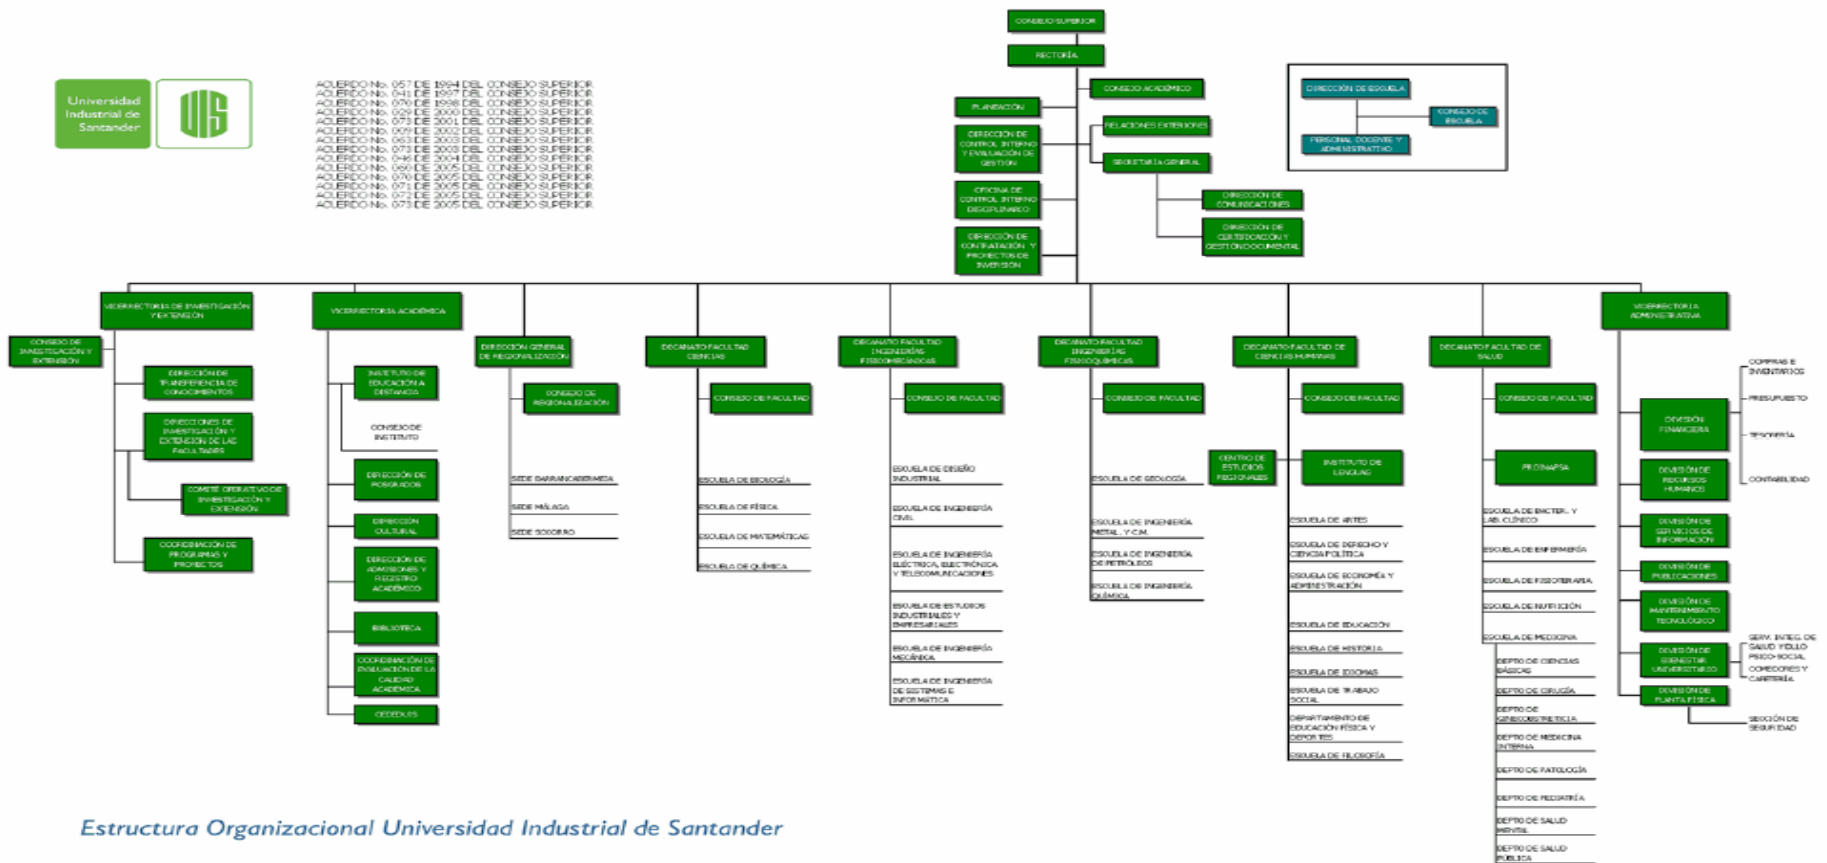 CONSEJO SUPERIOR
RECTORÍA
Universidad
Industrial de
Santander
UIS
ACUERDO No. 057 DE 1994 DEL CONSEJO SUPERIOR
ACUERDO No. 041 DE 1997 DEL CONSEJO SUPERIOR
ACUERDO No. 070 DE 1998 DEL CONSEJO SUPERIOR
ACUERDO No. 029 DE 2000 DEL CONSEJO SUPERIOR
ACUERDO No. 073 DE 2001 DEL CONSEJO SUPERIOR
ACUERDO No. 009 DE 2002 DEL CONSEJO SUPERIOR
ACUERDO No. 063 DE 2003 DEL CONSEJO SUPERIOR
ACUERDO No. 073 DE 2003 DEL CONSEJO SUPERIOR
ACUERDO No. 046 DE 2004 DEL CONSEJO SUPERIOR
ACUERDO No. 060 DE 2005 DEL CONSEJO SUPERIOR
ACUERDO No. 070 DE 2005 DEL CONSEJO SUPERIOR
ACUERDO No. 071 DE 2005 DEL CONSEJO SUPERIOR
ACUERDO No. 072 DE 2005 DEL CONSEJO SUPERIOR
ACUERDO No. 073 DE 2005 DEL CONSEJO SUPERIOR
CONSEJO ACADÉMICO
PLANEACIÓN
RELACIONES EXTERIORES
DIRECCIÓN DE
CONTROL INTERNO
Y EVALUACIÓN DE
GESTIÓN
SECRETARÍA GENERAL
OFICINA DE
CONTROL INTERNO
DISCIPLINARIO
DIRECCIÓN DE
COMUNICACIONES
DIRECCIÓN DE
CERTIFICACIÓN Y
GESTIÓN DOCUMENTAL
DIRECCIÓN DE
CONTRATACIÓN Y
PROYECTOS DE
INVERSIÓN
DIRECCIÓN DE ESCUELA
CONSEJO DE
ESCUELA
PERSONAL DOCENTE Y
ADMINISTRATIVO
VICERRECTORÍA DE INVESTIGACIÓN
Y EXTENSIÓN
CONSEJO DE
INVESTIGACIÓN Y
EXTENSIÓN
DIRECCIÓN DE
TRANSFERENCIA DE
CONOCIMIENTOS
DIRECCIONES DE
INVESTIGACIÓN Y
EXTENSIÓN DE LAS
FACULTADES
COMITÉ OPERATIVO DE
INVESTIGACIÓN Y
EXTENSIÓN
COORDINACIÓN DE
PROGRAMAS Y
PROYECTOS
VICERRECTORÍA ACADÉMICA
INSTITUTO DE
EDUCACIÓN A
DISTANCIA
CONSEJO DE
INSTITUTO
DIRECCIÓN DE
POSGRADOS
DIRECCIÓN
CULTURAL
DIRECCIÓN DE
ADMISIONES Y
REGISTRO
ACADÉMICO
BIBLIOTECA
COORDINACIÓN DE
EVALUACIÓN DE LA
CALIDAD
ACADÉMICA
CEDEDUIS
DIRECCIÓN GENERAL
DE REGIONALIZACIÓN
CONSEJO DE
REGIONALIZACIÓN
SEDE BARRANCABERMEJA
SEDE MÁLAGA
SEDE SOCORRO
DECANATO FACULTAD
CIENCIAS
CONSEJO DE FACULTAD
ESCUELA DE BIOLOGÍA
ESCUELA DE FÍSICA
ESCUELA DE MATEMÁTICAS
ESCUELA DE QUÍMICA
DECANATO FACULTAD
INGENIERÍAS
FISICOMECÁNICAS
CONSEJO DE FACULTAD
ESCUELA DE DISEÑO
INDUSTRIAL
ESCUELA DE INGENIERÍA
CIVIL
ESCUELA DE INGENIERÍA
ELÉCTRICA, ELECTRÓNICA
Y TELECOMUNICACIONES
ESCUELA DE ESTUDIOS
INDUSTRIALES Y
EMPRESARIALES
ESCUELA DE INGENIERÍA
MECÁNICA
ESCUELA DE INGENIERÍA
DE SISTEMAS E
INFORMÁTICA
DECANATO FACULTAD
INGENIERÍAS
FISICOQUÍMICAS
CONSEJO DE FACULTAD
ESCUELA DE GEOLOGÍA
ESCUELA DE INGENIERÍA
METAL. Y C.M.
ESCUELA DE INGENIERÍA
DE PETRÓLEOS
ESCUELA DE INGENIERÍA
QUÍMICA
DECANATO FACULTAD DE
CIENCIAS HUMANAS
CONSEJO DE FACULTAD
CENTRO DE
ESTUDIOS
REGIONALES
INSTITUTO DE
LENGUAS
ESCUELA DE ARTES
ESCUELA DE DERECHO Y
CIENCIA POLÍTICA
ESCUELA DE ECONOMÍA Y
ADMINISTRACIÓN
ESCUELA DE EDUCACIÓN
ESCUELA DE HISTORIA
ESCUELA DE IDIOMAS
ESCUELA DE TRABAJO
SOCIAL
DEPARTAMENTO DE
EDUCACIÓN FÍSICA Y
DEPORTES
ESCUELA DE FILOSOFÍA
DECANATO FACULTAD DE
SALUD
CONSEJO DE FACULTAD
PROINAPSA
ESCUELA DE BACTER. Y
LAB. CLÍNICO
ESCUELA DE ENFERMERÍA
ESCUELA DE FISIOTERAPIA
ESCUELA DE NUTRICIÓN
ESCUELA DE MEDICINA
DEPTO DE CIENCIAS
BÁSICAS
DEPTO DE CIRUGÍA
DEPTO DE
GINECOBSTETRICIA
DEPTO DE MEDICINA
INTERNA
DEPTO DE PATOLOGÍA
DEPTO DE PEDIATRÍA
DEPTO DE SALUD
MENTAL
DEPTO DE SALUD
PÚBLICA
VICERRECTORÍA
ADMINISTRATIVA
DIVISIÓN
FINANCIERA
COMPRAS E
INVENTARIOS
PRESUPUESTO
TESORERÍA
CONTABILIDAD
DIVISIÓN DE
RECURSOS
HUMANOS
DIVISIÓN DE
SERVICIOS DE
INFORMACIÓN
DIVISIÓN DE
PUBLICACIONES
DIVISIÓN DE
MANTENIMIENTO
TECNOLÓGICO
DIVISIÓN DE
BIENESTAR
UNIVERSITARIO
SERV. INTEG. DE
SALUD Y DLLO
PSICO-SOCIAL
COMEDORES Y
CAFETERÍA
DIVISIÓN DE
PLANTA FÍSICA
SECCIÓN DE
SEGURIDAD
Estructura Organizacional Universidad Industrial de Santander